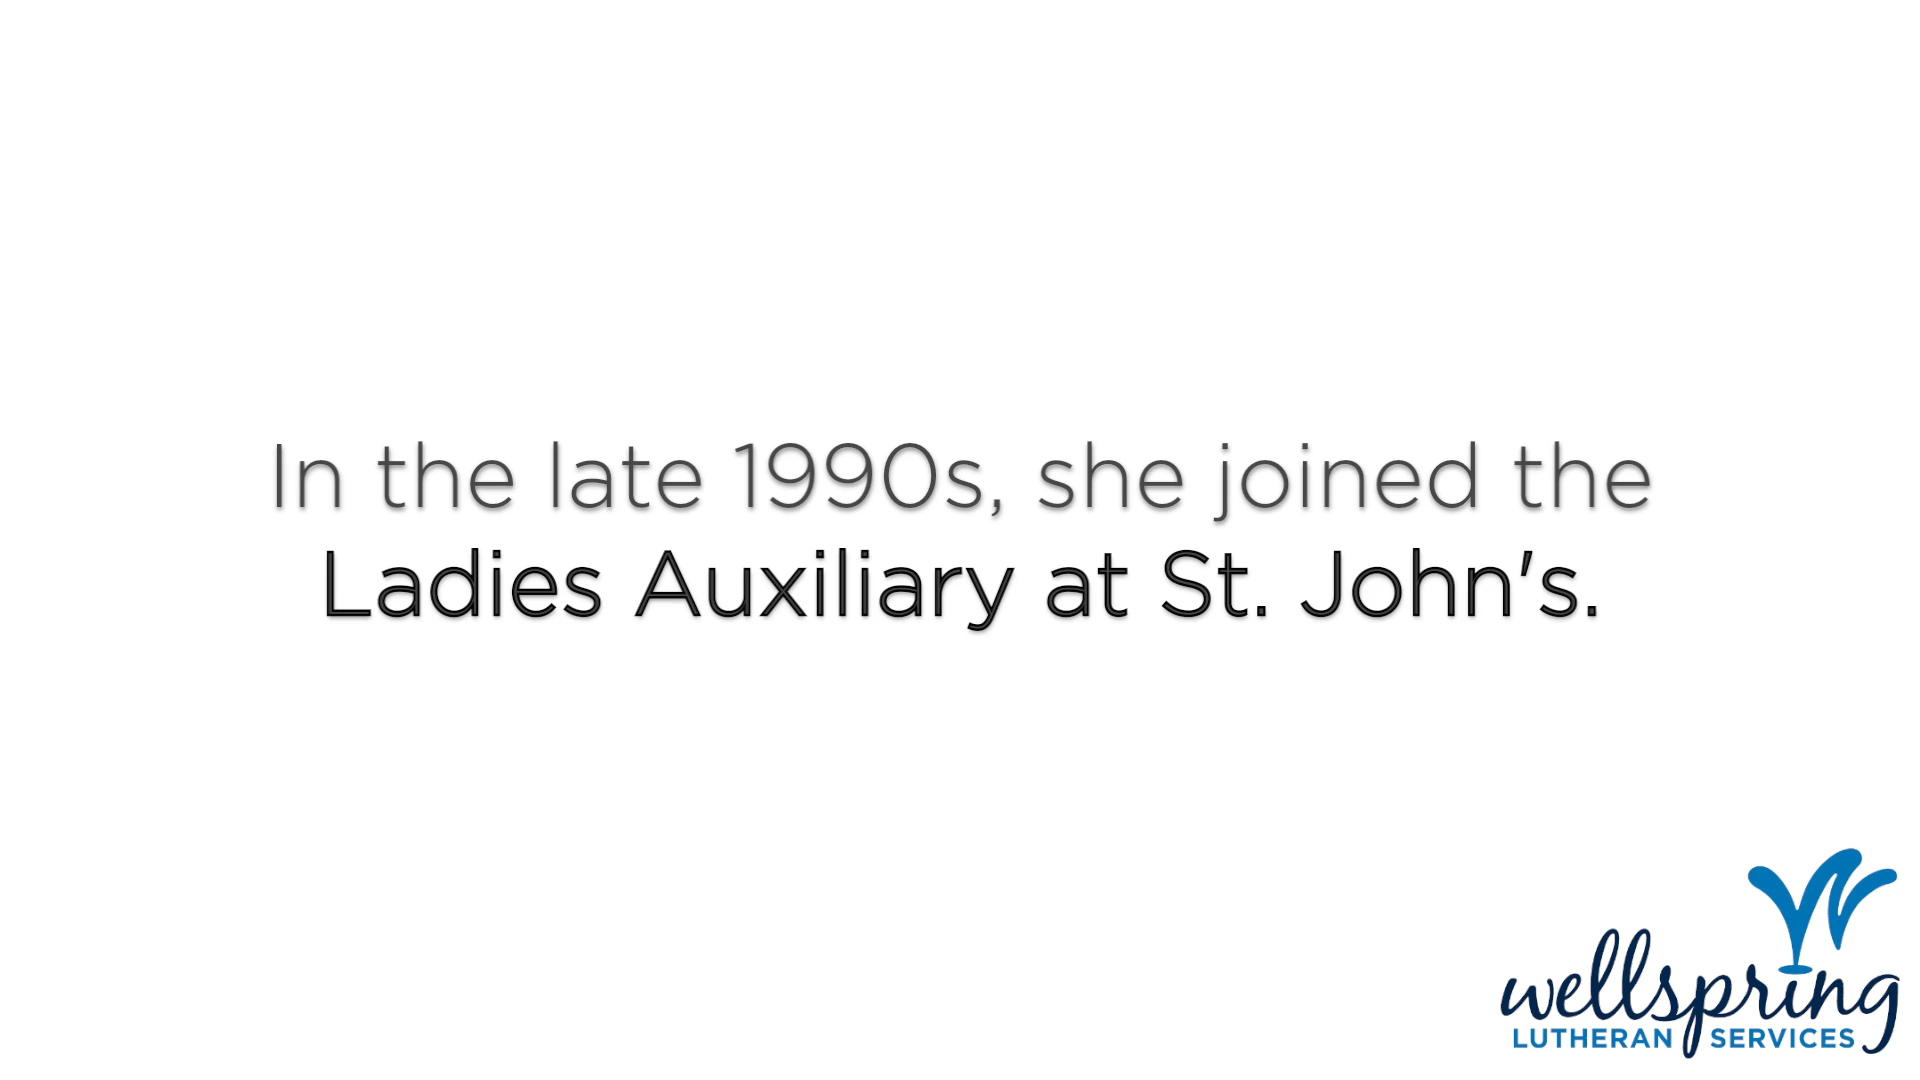 In the late 1990s, she joined the
Ladies Auxiliary at St. John's.
wellspring
LUTHERAN SERVICES